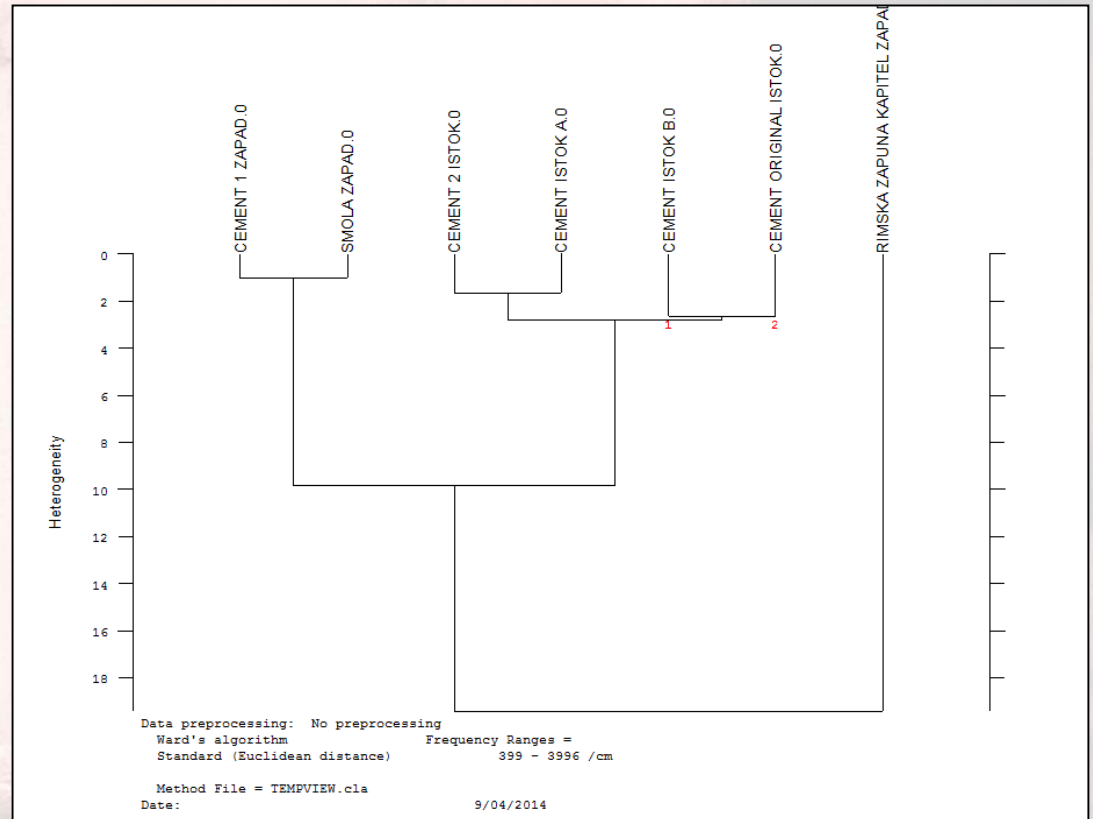 CEMENT 1 ZAPAD.0
SMOLA ZAPAD.0
CEMENT 2 ISTOK.0
CEMENT ISTOK A.0
CEMENT ISTOK B.0
CEMENT ORIGINAL ISTOK.0
RIMSKA ZAPUNA KAPITEL ZAPAD
0
2
4
6
8
10
12
14
16
18
Heterogeneity
1 2
Data preprocessing: No preprocessing
Ward's algorithm Frequency Ranges =
Standard (Euclidean distance) 399 - 3996 /cm
Method File = TEMPVIEW.cla
Date: 9/04/2014